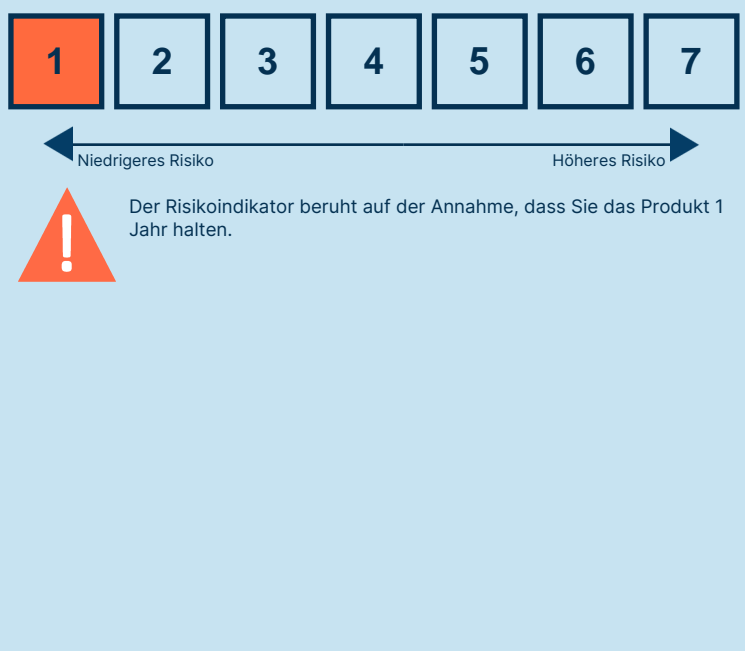 1 2 3 4 5 6 7
Niedrigeres Risiko Höheres Risiko
Der Risikoindikator beruht auf der Annahme, dass Sie das Produkt 1
Jahr halten.
!